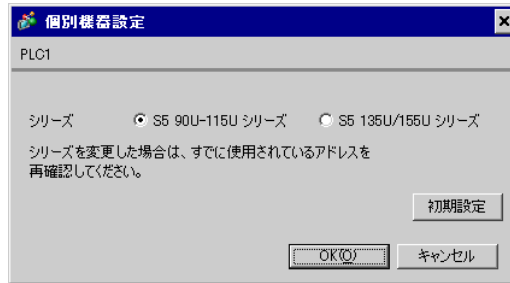 個別機器設定
PLC1
シリーズ S5 90U-115U シリーズ S5 135U/155U シリーズ
シリーズを変更した場合は、すでに使用されているアドレスを
再確認してください。
初期設定
OK(O) キャンセル